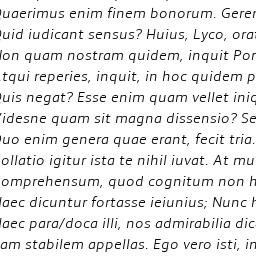 Quaerimus enim finem bonorum. Gerer
Quid iudicant sensus? Huius, Lyco, orat
Non quam nostram quidem, inquit Por
Atqui reperies, inquit, in hoc quidem p
Quis negat? Esse enim quam vellet iniq
Videsne quam sit magna dissensio? Se
Duo enim genera quae erant, fecit tria.
Collatio igitur ista te nihil iuvat. At mu
Comprehensum, quod cognitum non h
Haec dicuntur fortasse ieiunius; Nunc h
Haec para/doca illi, nos admirabilia dic
Nam stabilem appellas. Ego vero isti, in